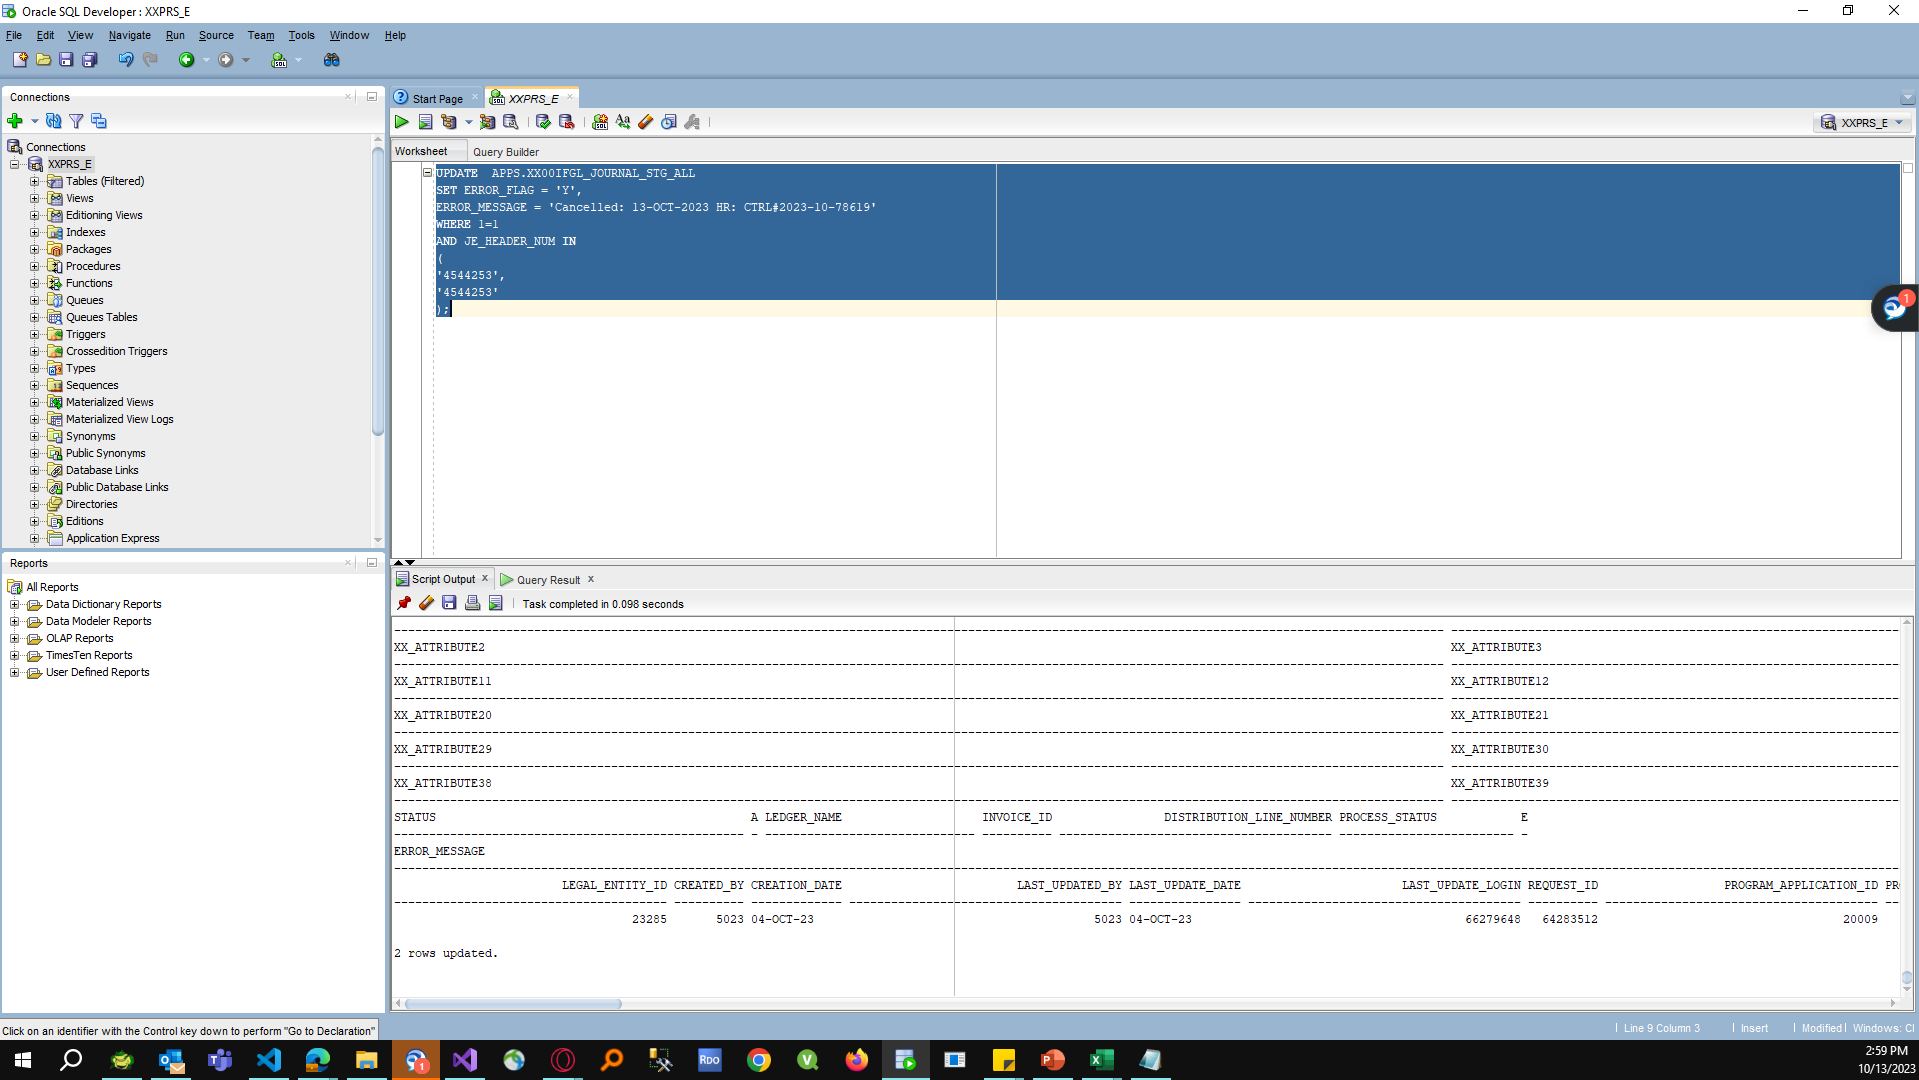 Oracle SQL Developer : XXPRS_E
File Edit View Navigate Run Source Team Tools Window Help
Connections
Connections
XXPRS_E
Tables (Filtered)
Views
Editioning Views
Indexes
Packages
Procedures
Functions
Queues
Queues Tables
Triggers
Crossedition Triggers
Types
Sequences
Materialized Views
Materialized View Logs
Synonyms
Public Synonyms
Database Links
Public Database Links
Directories
Editions
Application Express
Reports
All Reports
Data Dictionary Reports
Data Modeler Reports
OLAP Reports
TimesTen Reports
User Defined Reports
Start Page XXPRS_E
XXPRS_E
Worksheet Query Builder
UPDATE APPS.XX00IFGL_JOURNAL_STG_ALL
SET ERROR_FLAG = 'Y',
ERROR_MESSAGE = 'Cancelled: 13-OCT-2023 HR: CTRL#2023-10-78619'
WHERE 1=1
AND JE_HEADER_NUM IN
(
'4544253',
'4544253'
);
1
Script Output x Query Result x
Task completed in 0.098 seconds
XX_ATTRIBUTE2 XX_ATTRIBUTE3
XX_ATTRIBUTE11 XX_ATTRIBUTE12
XX_ATTRIBUTE20 XX_ATTRIBUTE21
XX_ATTRIBUTE29 XX_ATTRIBUTE30
XX_ATTRIBUTE38 XX_ATTRIBUTE39
STATUS A LEDGER_NAME INVOICE_ID DISTRIBUTION_LINE_NUMBER PROCESS_STATUS E
ERROR_MESSAGE
LEGAL_ENTITY_ID CREATED_BY CREATION_DATE LAST_UPDATED_BY LAST_UPDATE_DATE LAST_UPDATE_LOGIN REQUEST_ID PROGRAM_APPLICATION_ID PR
23285 5023 04-OCT-23 5023 04-OCT-23 66279648 64283512 20009
2 rows updated.
Click on an identifier with the Control key down to perform "Go to Declaration"
Line 9 Column 3 Insert Modified Windows: Cl
1
RDO
2:59 PM
10/13/2023